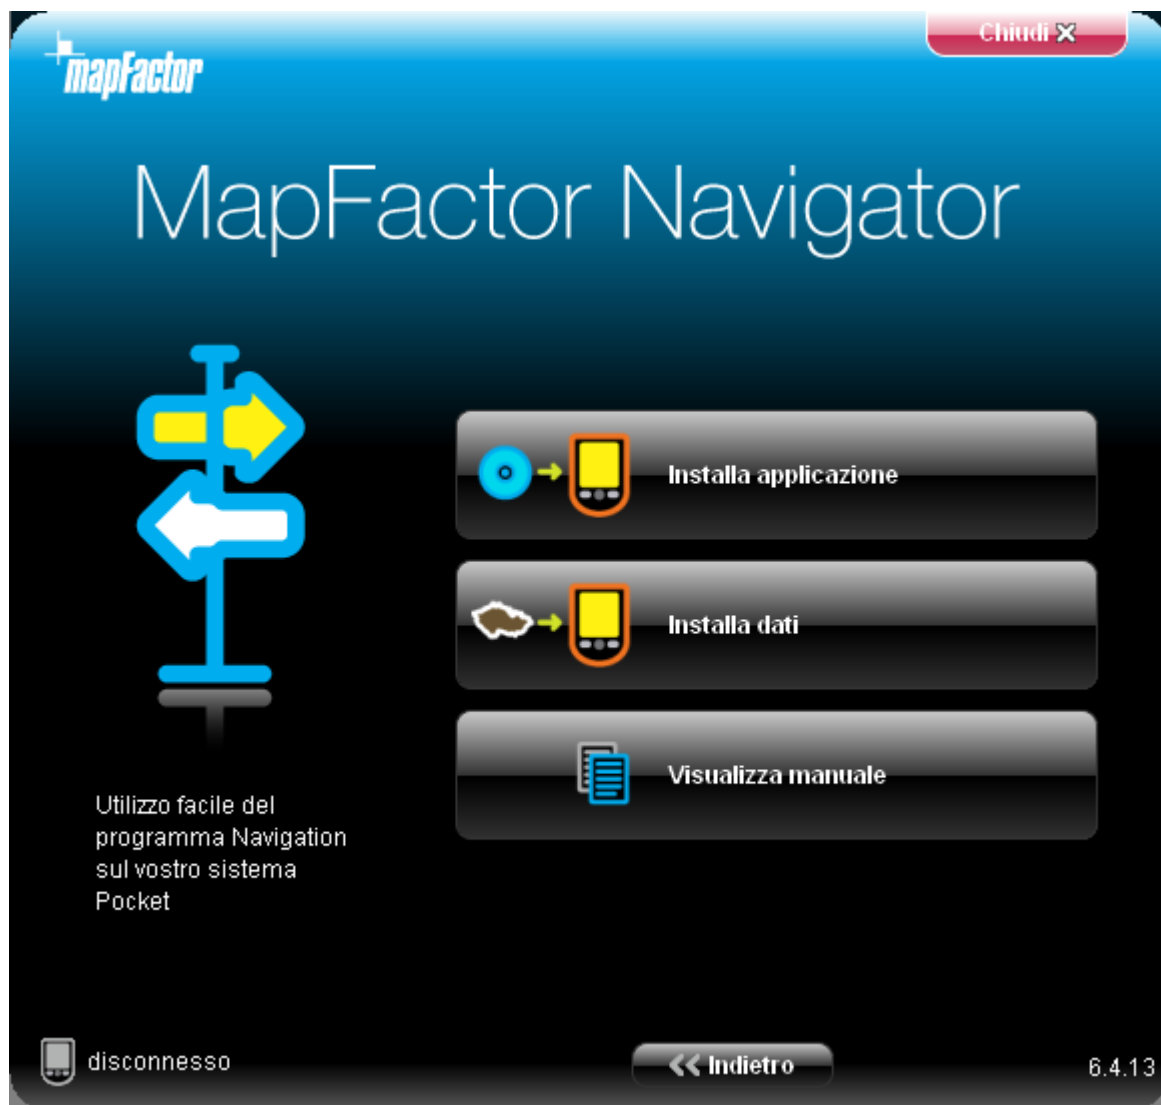 Chiudi
mapFactor
MapFactor Navigator
Installa applicazione
Installa dati
Visualizza manuale
Utilizzo facile del
programma Navigation
sul vostro sistema
Pocket
disconnesso
Indietro
6.4.13